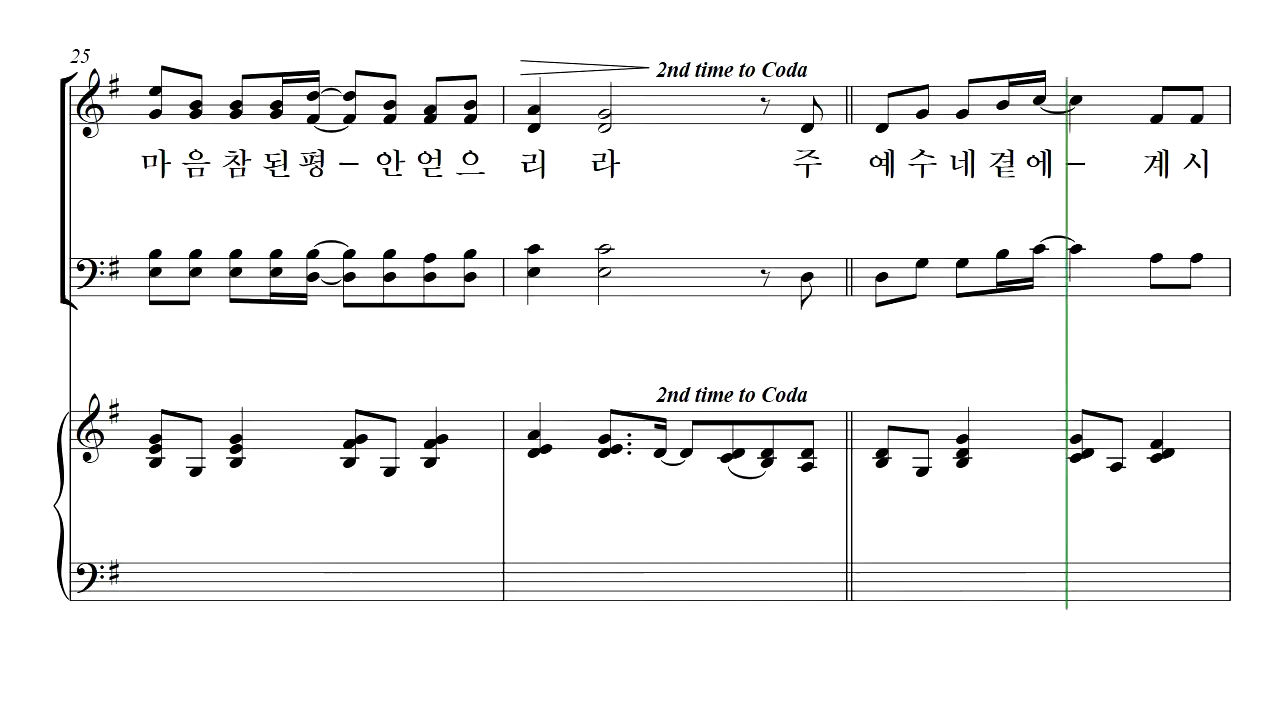 25
2nd time to Coda
마 음 참 된 평 – 안 얻 으 리 라 주 예 수 네 곁 에 – 계 시
2nd time to Coda